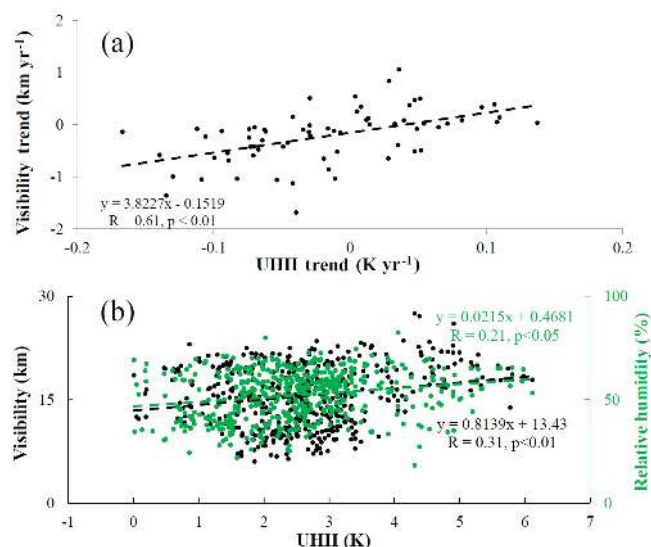 (a)
2
1
0
-1
-2
Visibility trend (km yr⁻¹)
y = 3.8227x - 0.1519
R = 0.61, p < 0.01
-0.2
-0.1
0
0.1
0.2
UHII trend (K yr⁻¹)
(b)
30
15
0
Visibility (km)
y = 0.0215x + 0.4681
R = 0.21, p<0.05
y = 0.8139x + 13.43
R = 0.31, p<0.01
100
50
0
Relative humidity (%)
-1
0
1
2
3
4
5
6
7
UHII (K)